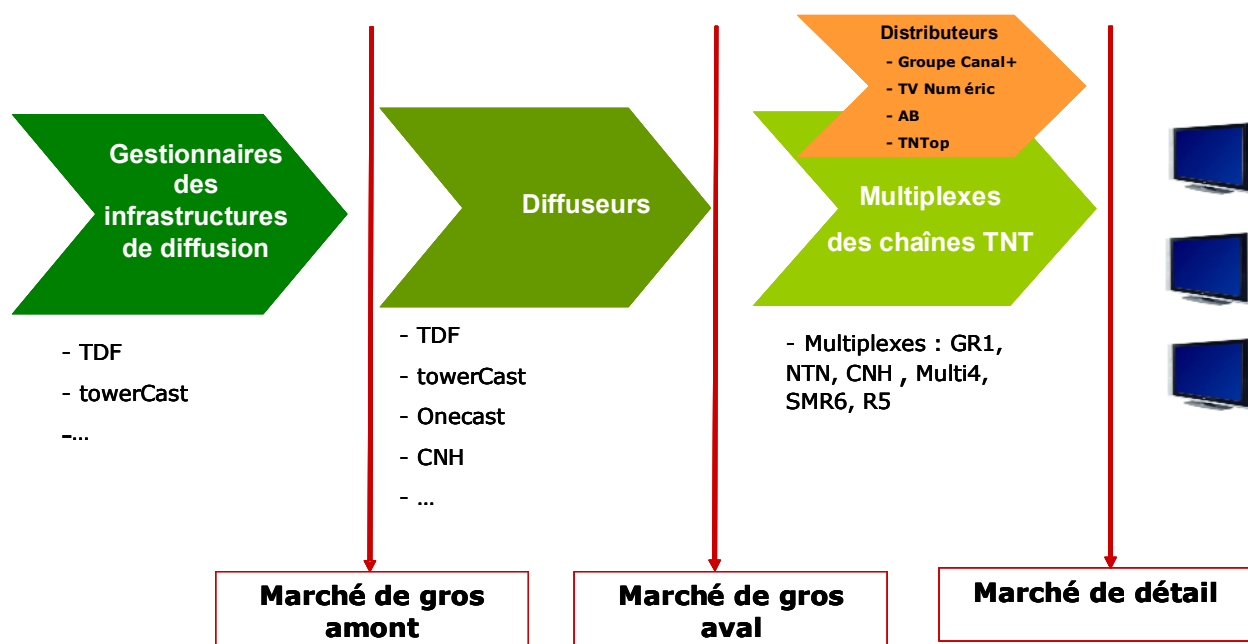 Gestionnaires
des
infrastructures
de diffusion
- TDF
- towerCast
-...
Diffuseurs
- TDF
- towerCast
- Onecast
- CNH
- ...
Distributeurs
- Groupe Canal+
- TV Num éric
- AB
- TNTop
Multiplexes
des chaînes TNT
- Multiplexes : GR1,
NTN, CNH , Multi4,
SMR6, R5
Marché de gros
amont
Marché de gros
aval
Marché de détail